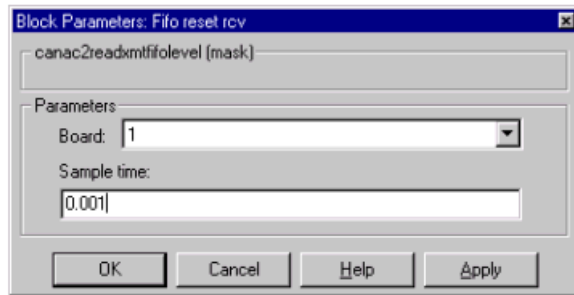 Block Parameters: Fifo reset rcv
canac2readxmtfifolevel (mask)
Parameters
Board: 1
Sample time:
0.001
OK Cancel Help Apply